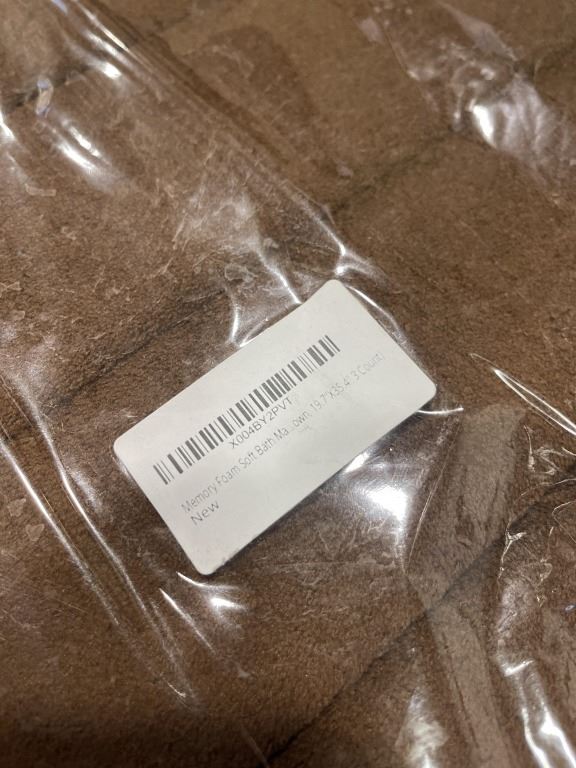 X004BY2PVT
Memory Foam Soft Bath Ma...own, 19.7"X35.4" 3 Count)
New